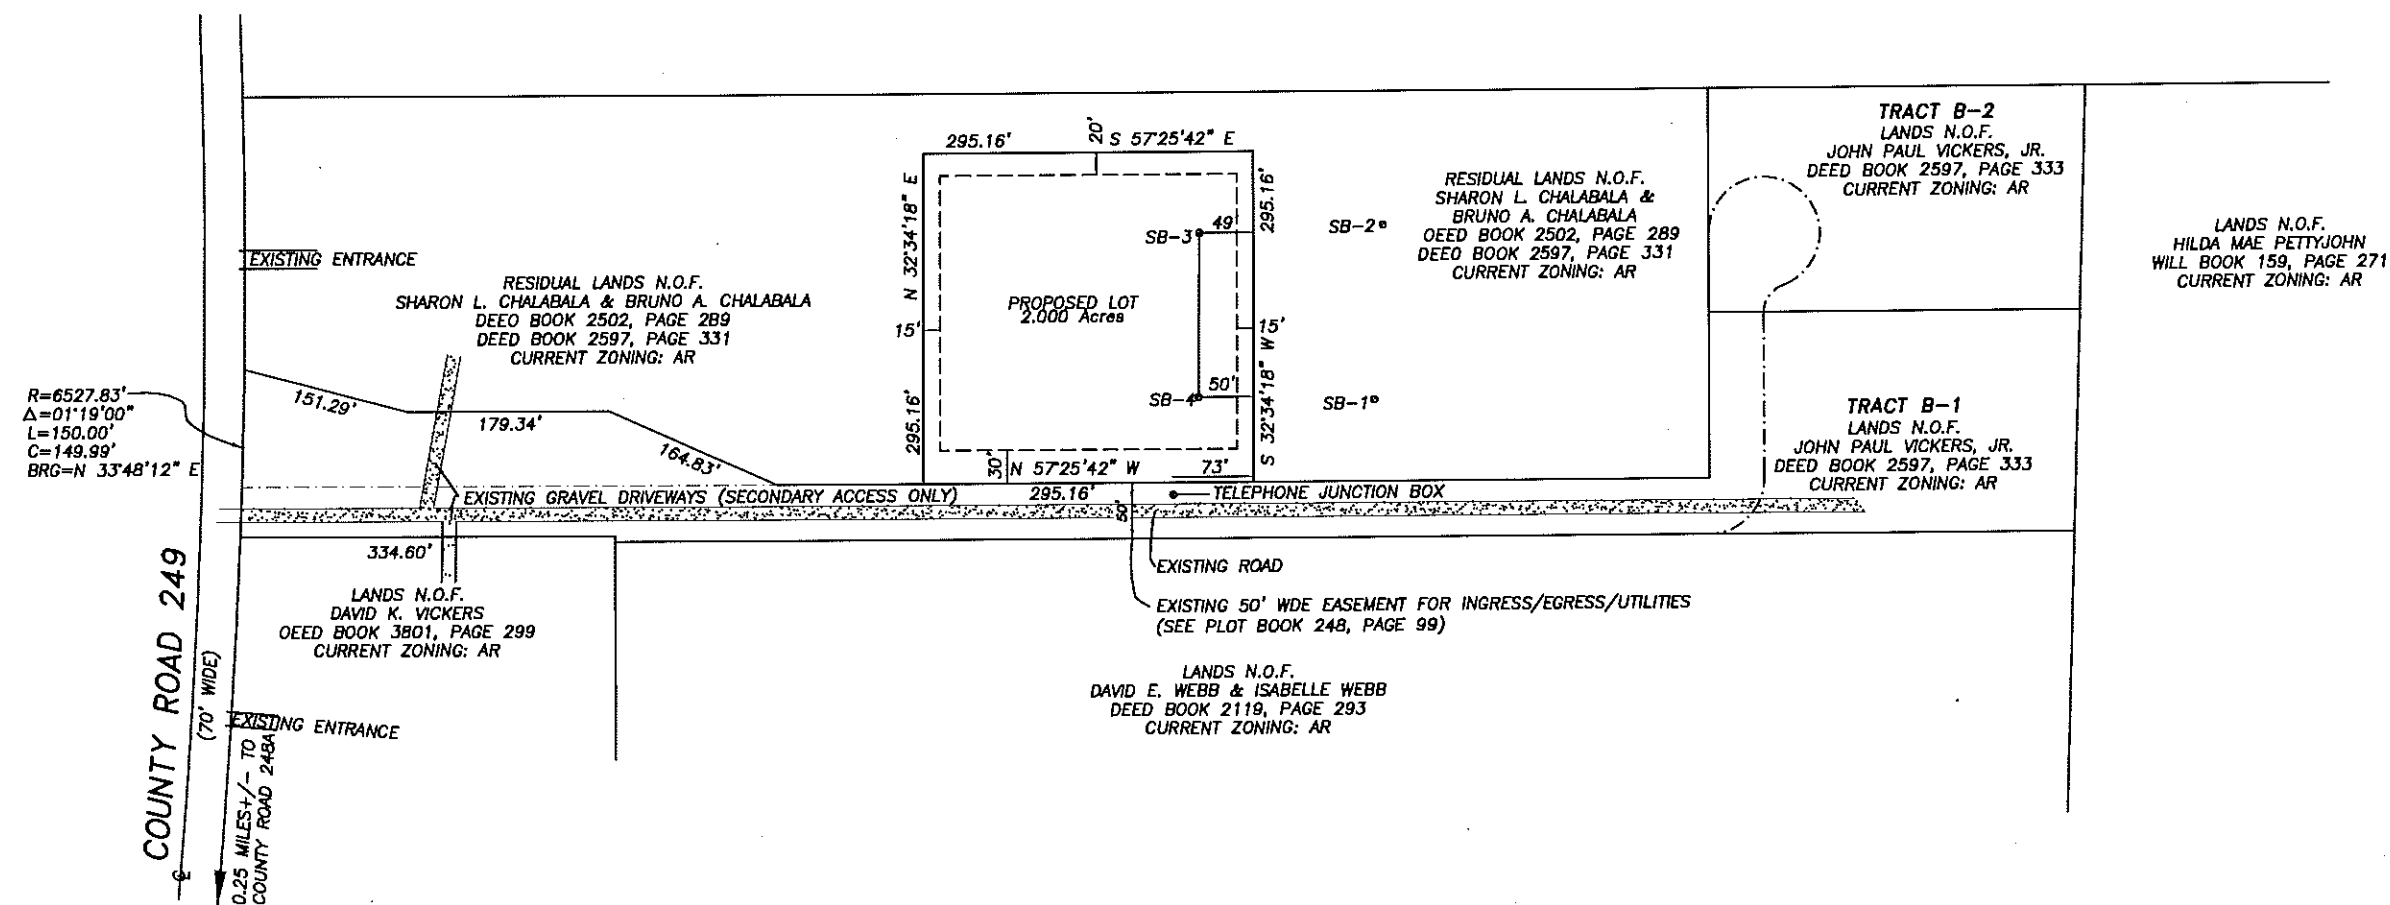 295.16'
20'
S 57°25'42" E
N 32°34'18" E
295.16'
15'
295.16'
S 32°34'18" W
15'
30'
N 57°25'42" W
73'
295.16'
49'
SB-3
50'
SB-4
PROPOSED LOT
2.000 Acres
SB-2
SB-1
TRACT B-2
LANDS N.O.F.
JOHN PAUL VICKERS, JR.
DEED BOOK 2597, PAGE 333
CURRENT ZONING: AR
RESIDUAL LANDS N.O.F.
SHARON L. CHALABALA &
BRUNO A. CHALABALA
OEED BOOK 2502, PAGE 289
DEED BOOK 2597, PAGE 331
CURRENT ZONING: AR
LANDS N.O.F.
HILDA MAE PETTYJOHN
WILL BOOK 159, PAGE 271
CURRENT ZONING: AR
EXISTING ENTRANCE
RESIDUAL LANDS N.O.F.
SHARON L. CHALABALA & BRUNO A. CHALABALA
DEEO BOOK 2502, PAGE 2B9
DEED BOOK 2597, PAGE 331
CURRENT ZONING: AR
R=6527.83'
Δ=01°19'00"
L=150.00'
C=149.99'
BRG=N 33°48'12" E
151.29'
179.34'
164.83'
TRACT B-1
LANDS N.O.F.
JOHN PAUL VICKERS, JR.
DEED BOOK 2597, PAGE 333
CURRENT ZONING: AR
EXISTING GRAVEL DRIVEWAYS (SECONDARY ACCESS ONLY)
TELEPHONE JUNCTION BOX
50'
334.60'
EXISTING ROAD
EXISTING 50' WDE EASEMENT FOR INGRESS/EGRESS/UTILITIES
(SEE PLOT BOOK 248, PAGE 99)
LANDS N.O.F.
DAVID K. VICKERS
OEED BOOK 3801, PAGE 299
CURRENT ZONING: AR
LANDS N.O.F.
DAVID E. WEBB & ISABELLE WEBB
DEED BOOK 2119, PAGE 293
CURRENT ZONING: AR
COUNTY ROAD 249
(70' WIDE)
EXISTING ENTRANCE
0.25 MILES+/- TO
COUNTY ROAD 248A